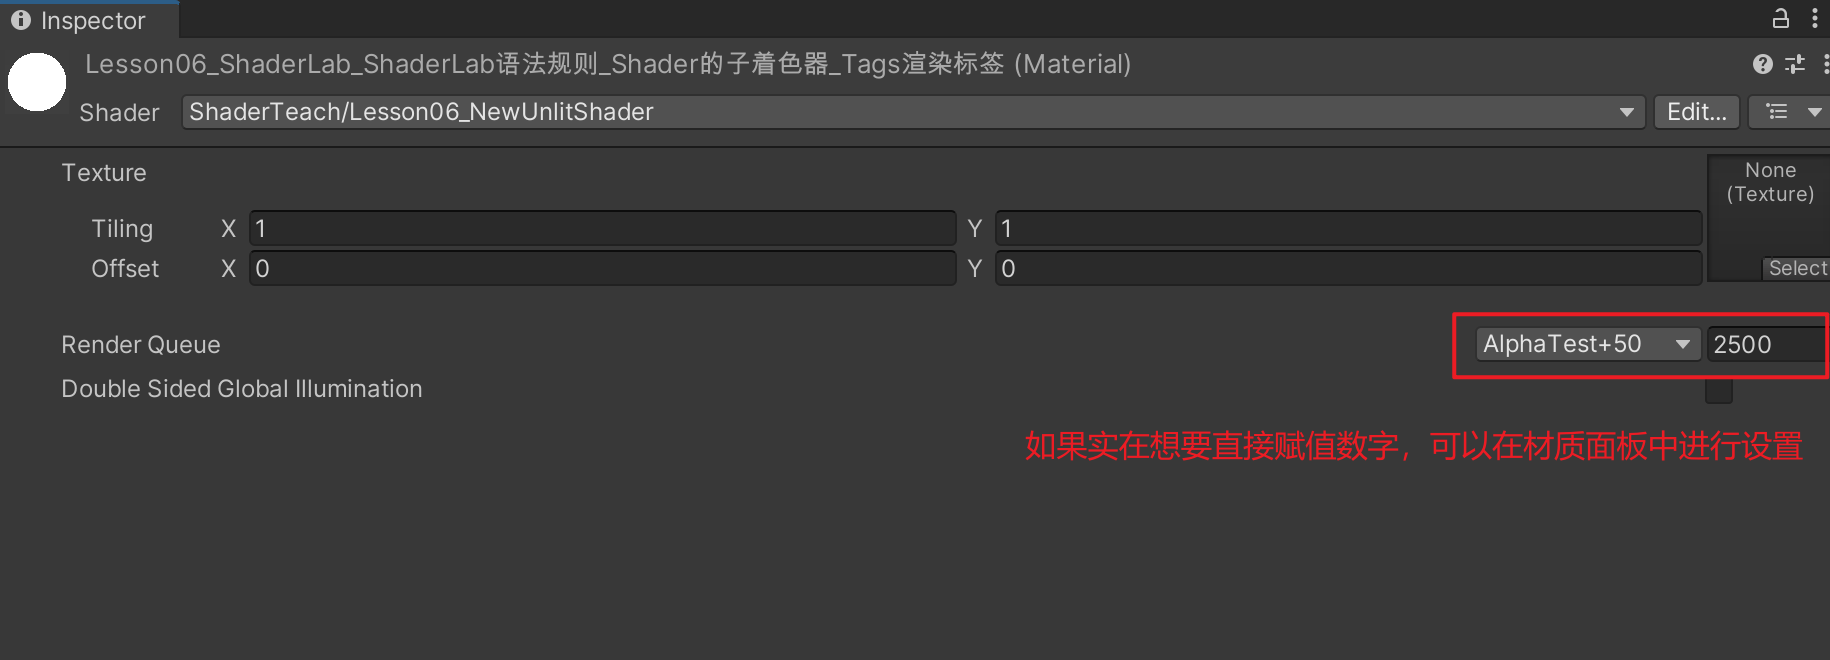 Inspector
Lesson06_ShaderLab_ShaderLab语法规则_Shader的子着色器_Tags渲染标签 (Material)
Shader ShaderTeach/Lesson06_NewUnlitShader Edit...
Texture
None
(Texture)
Tiling X 1 Y 1
Offset X 0 Y 0
Select
Render Queue AlphaTest+50 2500
Double Sided Global Illumination
如果实在想要直接赋值数字，可以在材质面板中进行设置